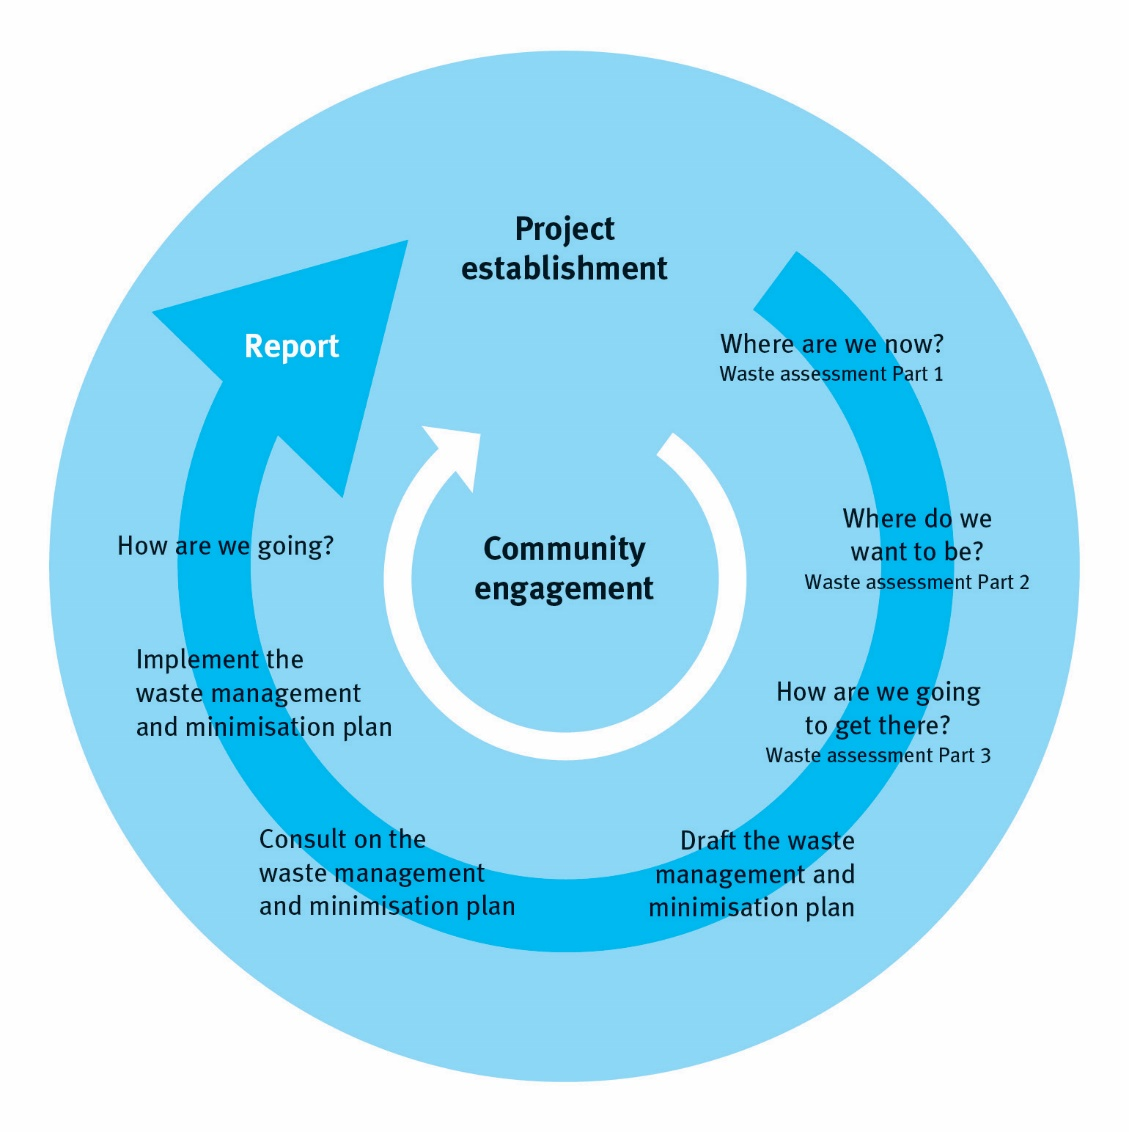 Project
establishment
Where are we now?
Waste assessment Part 1
Where do we
want to be?
Waste assessment Part 2
How are we going
to get there?
Waste assessment Part 3
Draft the waste
management and
minimisation plan
Consult on the
waste management
and minimisation plan
Implement the
waste management
and minimisation plan
How are we going?
Report
Community
engagement